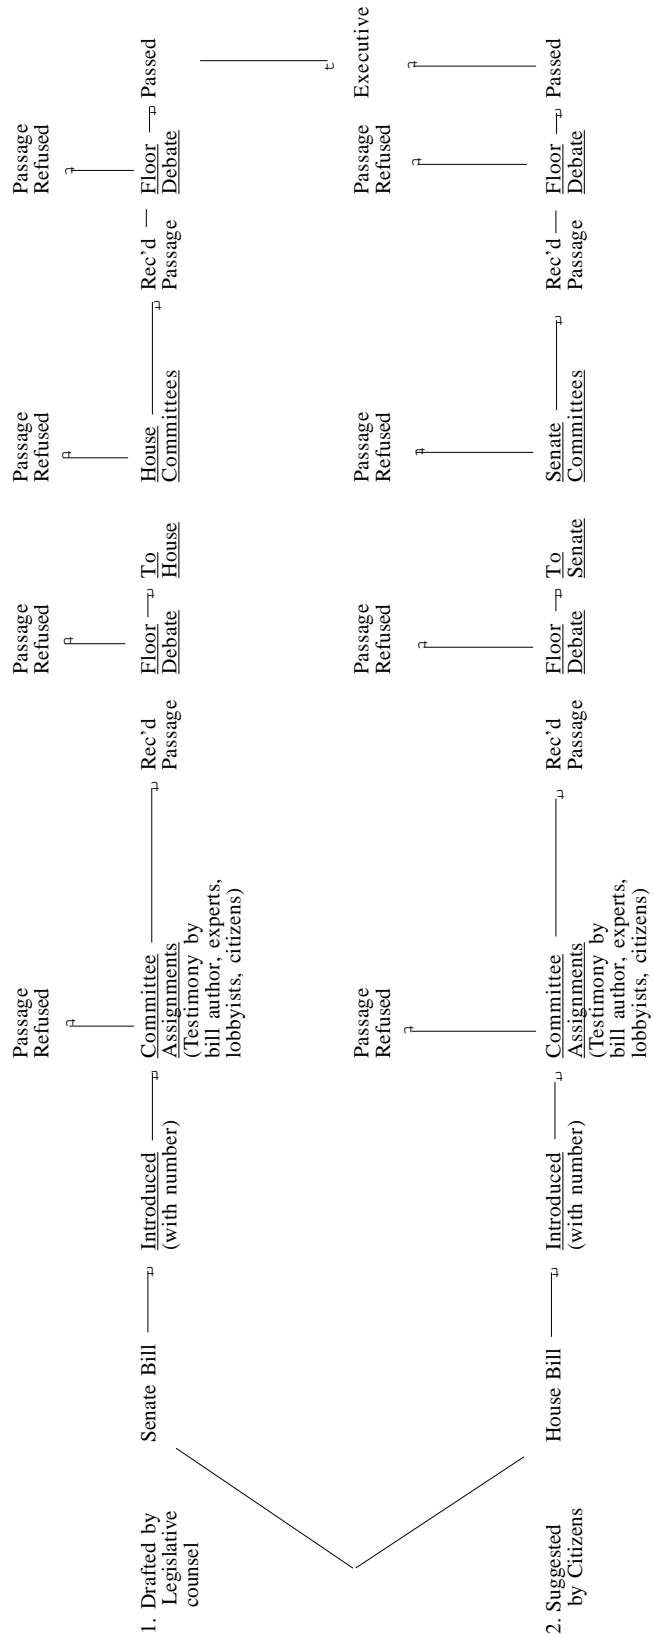 1. Drafted by
Legislative
counsel
2. Suggested
by Citizens
Senate Bill
Introduced
(with number)
Passage
Refused
Committee
Assignments
(Testimony by
bill author, experts,
lobbyists, citizens)
Rec'd
Passage
Passage
Refused
Floor
Debate
To
House
Passage
Refused
House
Committees
Rec'd
Passage
Passage
Refused
Floor
Debate
Passed
Executive
House Bill
Introduced
(with number)
Passage
Refused
Committee
Assignments
(Testimony by
bill author, experts,
lobbyists, citizens)
Rec'd
Passage
Passage
Refused
Floor
Debate
To
Senate
Passage
Refused
Senate
Committees
Rec'd
Passage
Passage
Refused
Floor
Debate
Passed